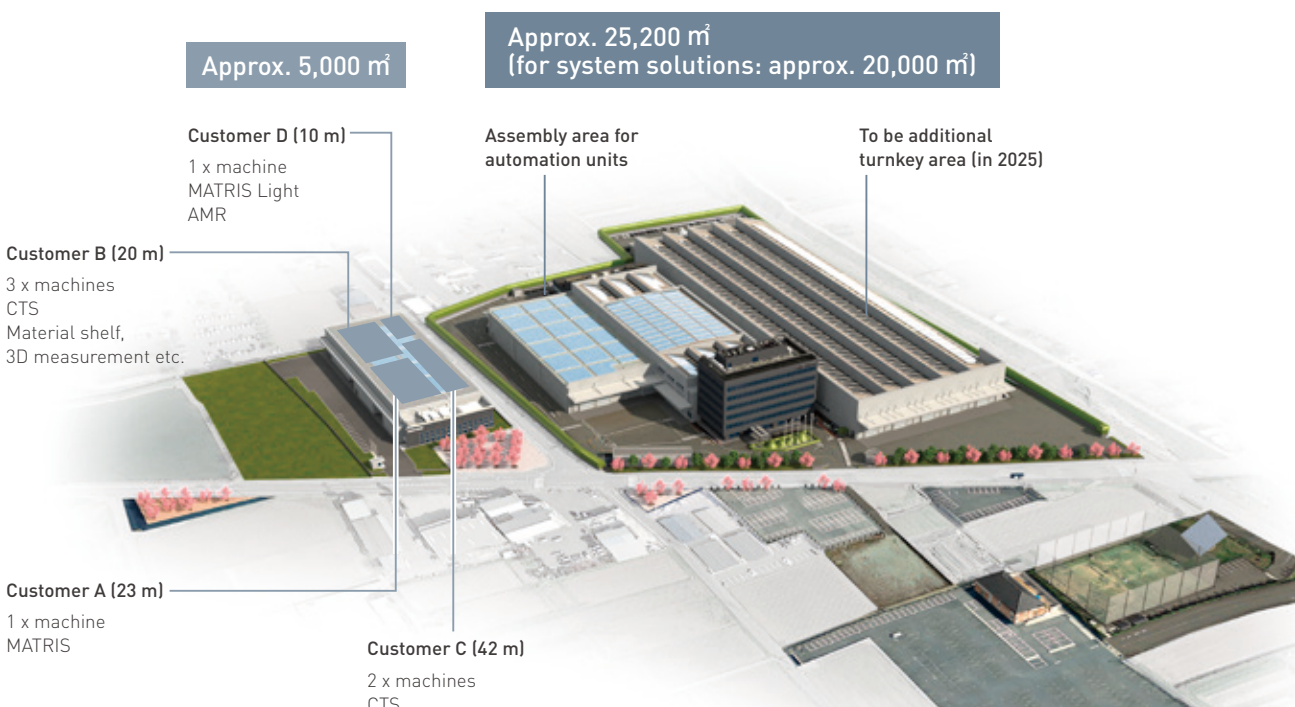 Approx. 5,000 ㎡
Approx. 25,200 ㎡
(for system solutions: approx. 20,000 ㎡)
Customer D (10 m)
1 x machine
MATRIS Light
AMR
Assembly area for
automation units
To be additional
turnkey area (in 2025)
Customer B (20 m)
3 x machines
CTS
Material shelf,
3D measurement etc.
Customer A (23 m)
1 x machine
MATRIS
Customer C (42 m)
2 x machines
CTS